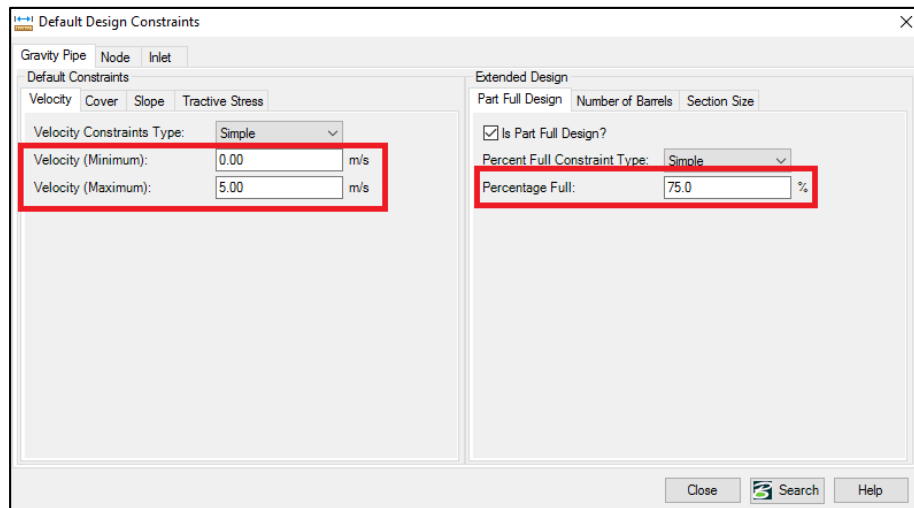 Default Design Constraints
Gravity Pipe Node Inlet
Default Constraints
Velocity Cover Slope Tractive Stress
Velocity Constraints Type: Simple
Velocity (Minimum): 0.00 m/s
Velocity (Maximum): 5.00 m/s
Extended Design
Part Full Design Number of Barrels Section Size
Is Part Full Design?
Percent Full Constraint Type: Simple
Percentage Full: 75.0 %
Close Search Help